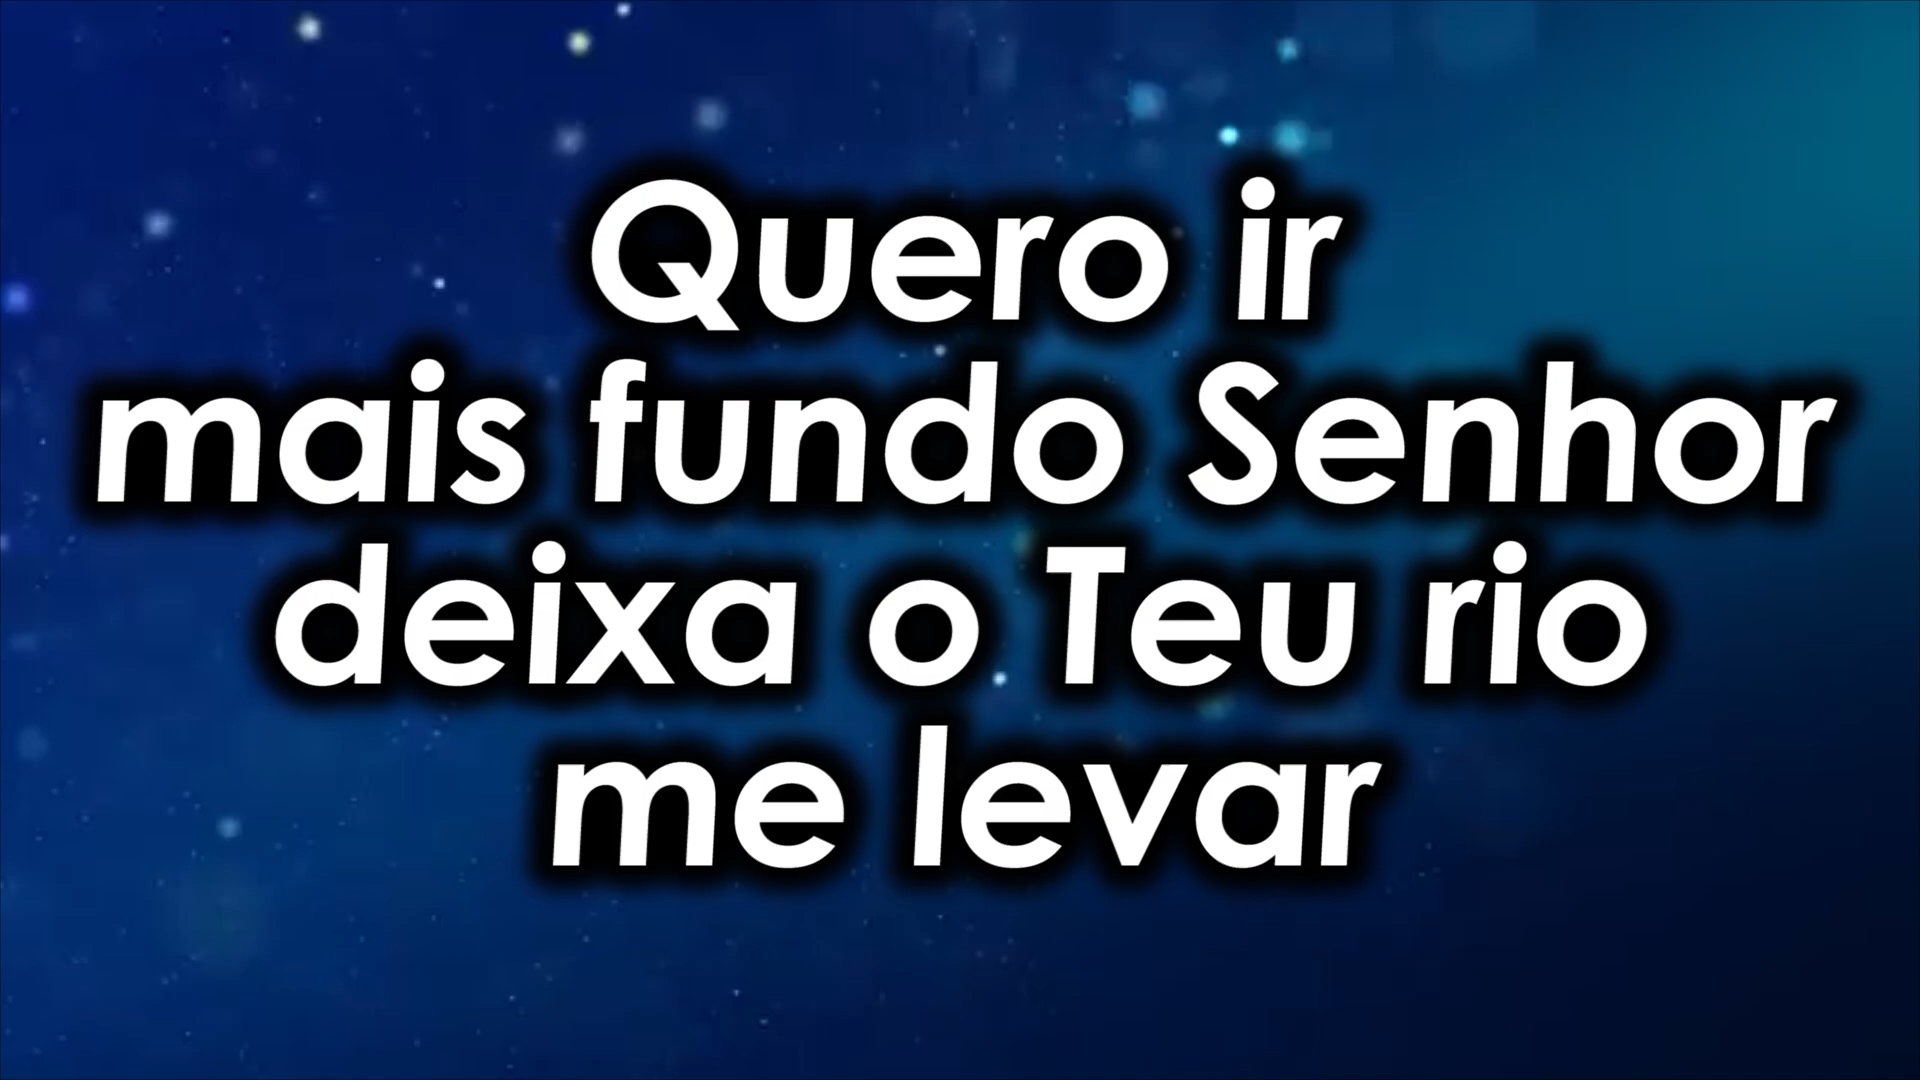 Quero ir
mais fundo Senhor
deixa o Teu rio
me levar